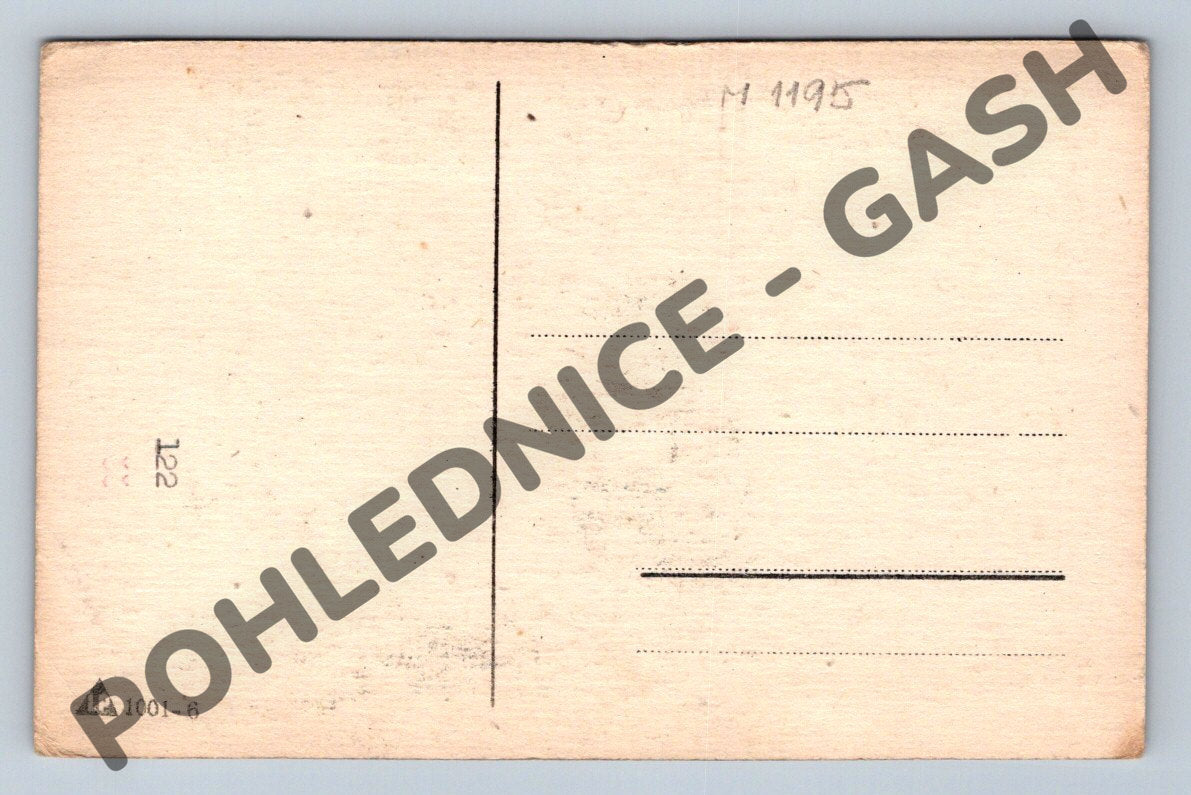 M 1195
POHLEDNICE - GASH
122
1001-6